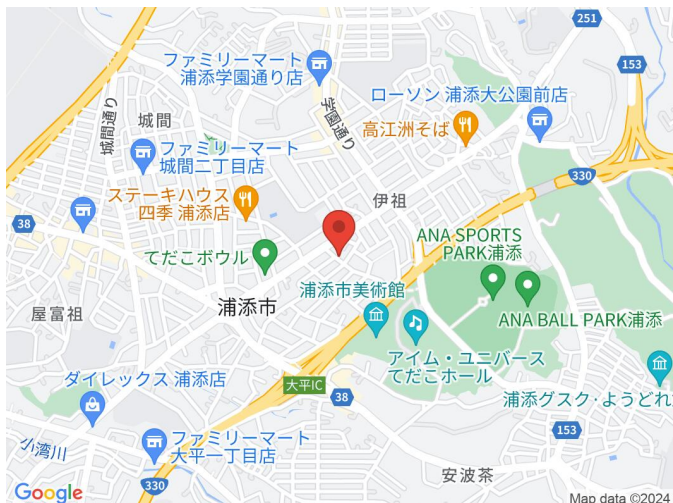 251
153
ファミリーマート
浦添学園通り店
学園通り
ローソン 浦添大公園前店
城間通り
城間
高江洲そば
ファミリーマート
城間二丁目店
330
ステーキハウス
四季 浦添店
伊祖
38
てだこボウル
ANA SPORTS
PARK浦添
浦添市美術館
屋富祖
浦添市
ANA BALL PARK浦添
アイム・ユニバース
てだこホール
ダイレックス 浦添店
大平IC
38
浦添グスク·ようどれ
153
小湾川
ファミリーマート
大平一丁目店
安波茶
330
Google
Map data ©2024